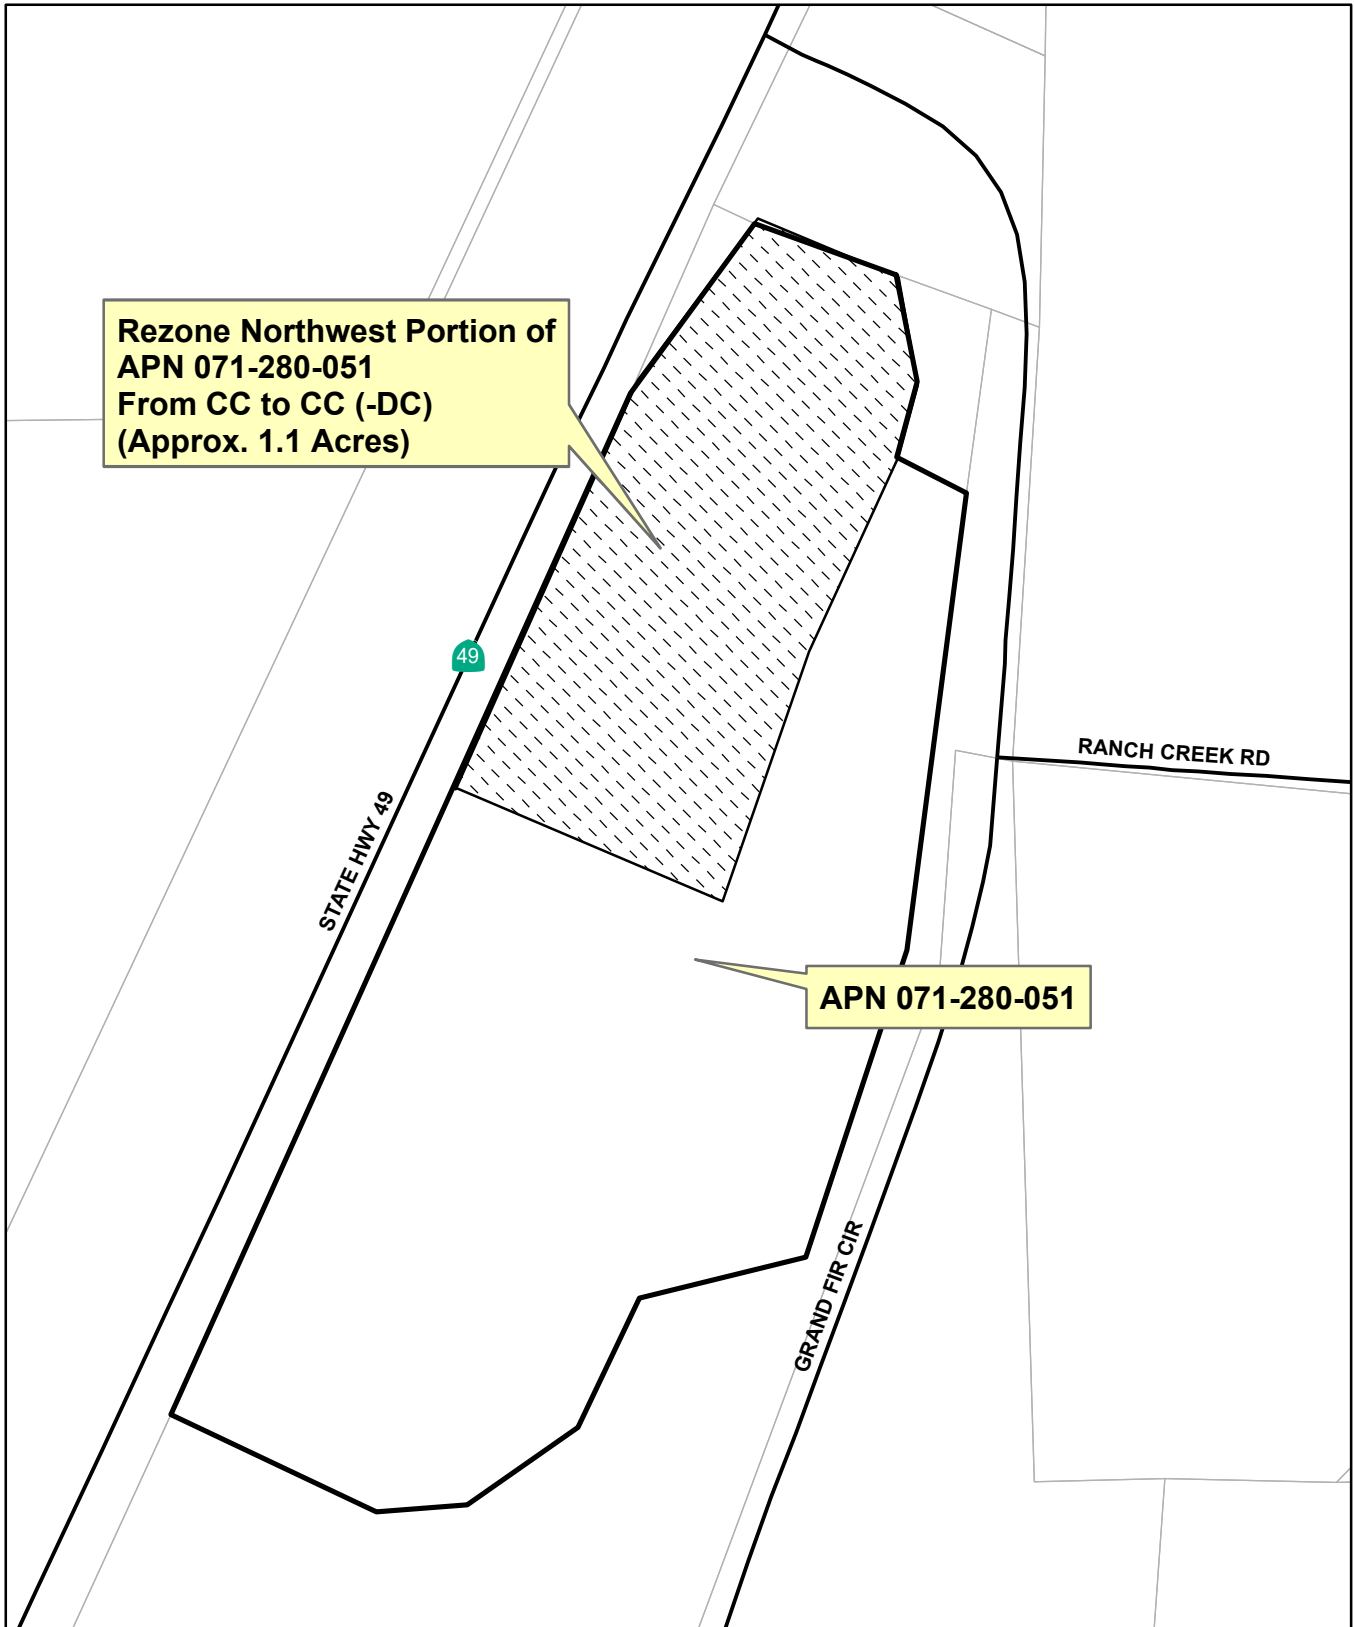 Rezone Northwest Portion of
APN 071-280-051
From CC to CC (-DC)
(Approx. 1.1 Acres)
49
RANCH CREEK RD
STATE HWY 49
APN 071-280-051
GRAND FIR CIR